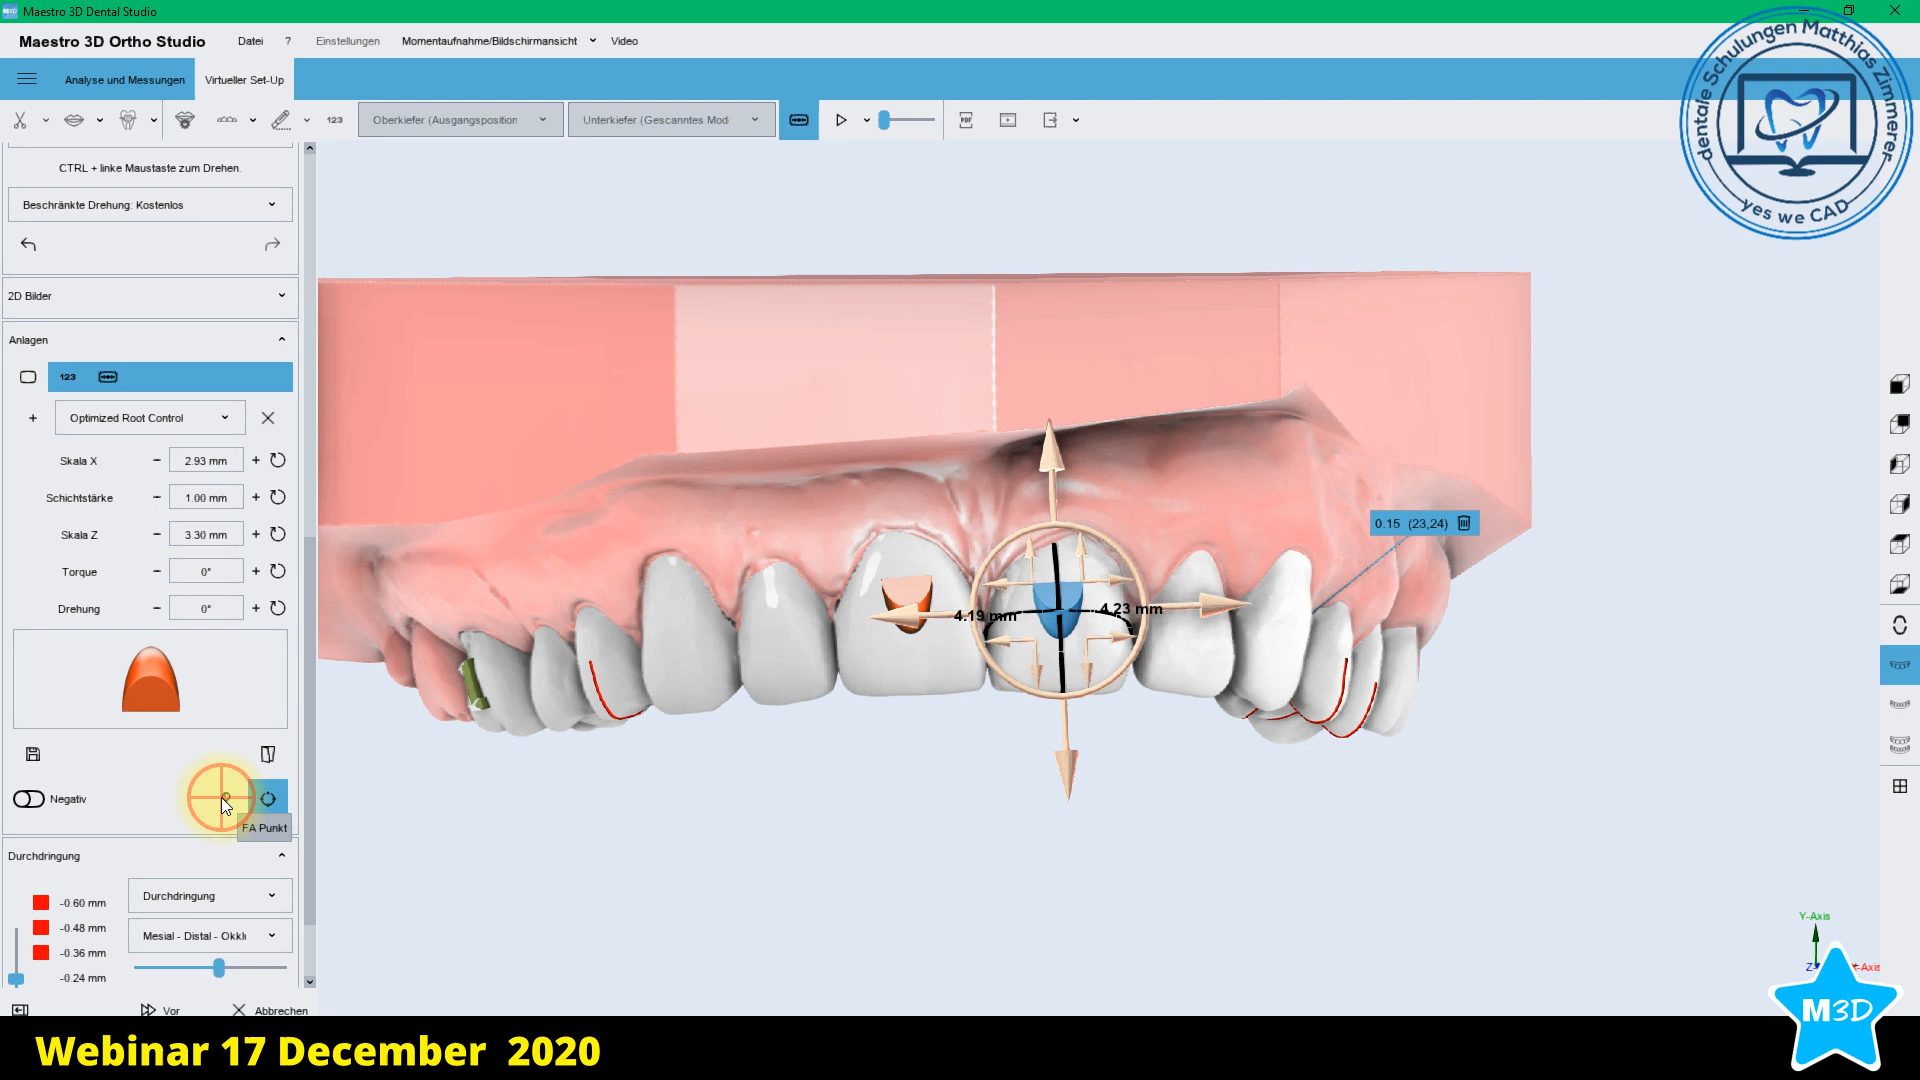 Maestro 3D Dental Studio
Maestro 3D Ortho Studio
Datei
?
Einstellungen
Momentaufnahme/Bildschirmansicht
Video
Analyse und Messungen
Virtueller Set-Up
123
Oberkiefer (Ausgangsposition
Unterkiefer (Gescanntes Mod
PDF
dentale Schulungen Matthias Zimmerer
yes we CAD
CTRL + linke Maustaste zum Drehen.
Beschränkte Drehung: Kostenlos
2D Bilder
Anlagen
123
Optimized Root Control
Skala X
2.93 mm
Schichtstärke
1.00 mm
Skala Z
3.30 mm
Torque
0°
Drehung
0°
Negativ
FA Punkt
Durchdringung
-0.60 mm
Durchdringung
-0.48 mm
Mesial - Distal - Okkl
-0.36 mm
-0.24 mm
Vor
Abbrechen
0.15 (23,24)
4.19 mm
4.23 mm
Y-Axis
Z-
-Axis
M3D
Webinar 17 December 2020